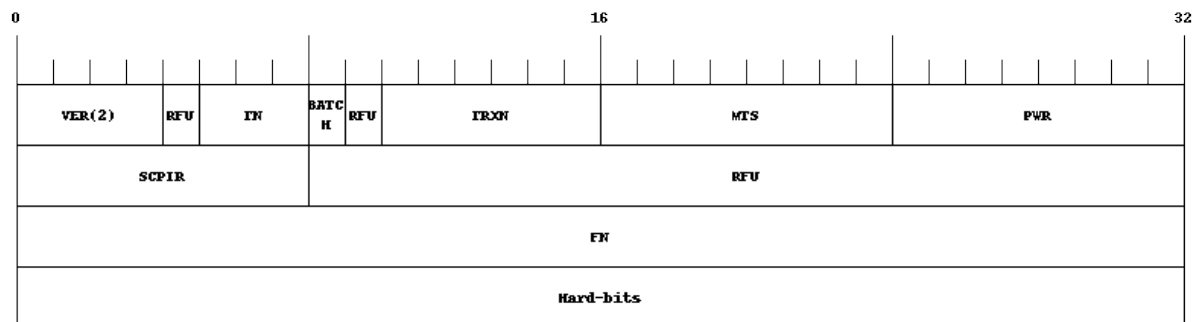 0 16 32
VER(2) RFU TN BATC RFU TRXN MTS PWR
H
SCPIR RFU
FN
Hard-bits